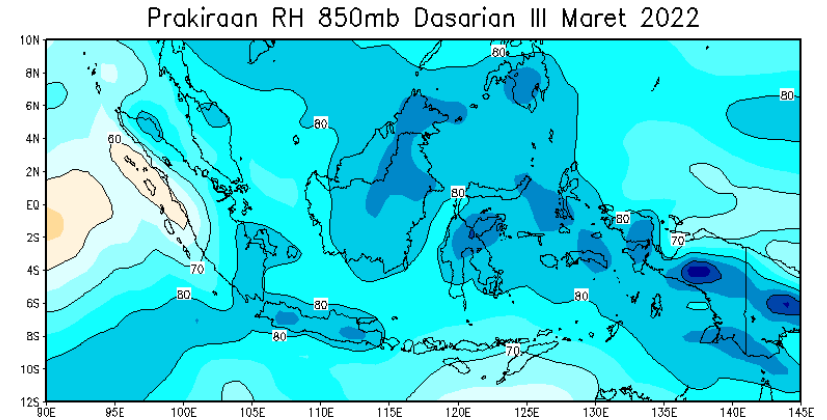 Prakiraan RH 850mb Dasarian III Maret 2022
10N
8N
6N
4N
2N
EQ
2S
4S
6S
8S
10S
12S
80
80
80
60
80
80
70
70
80
80
80
80
70
80E
85E
90E
95E
100E
105E
110E
115E
120E
125E
130E
135E
140E
145E